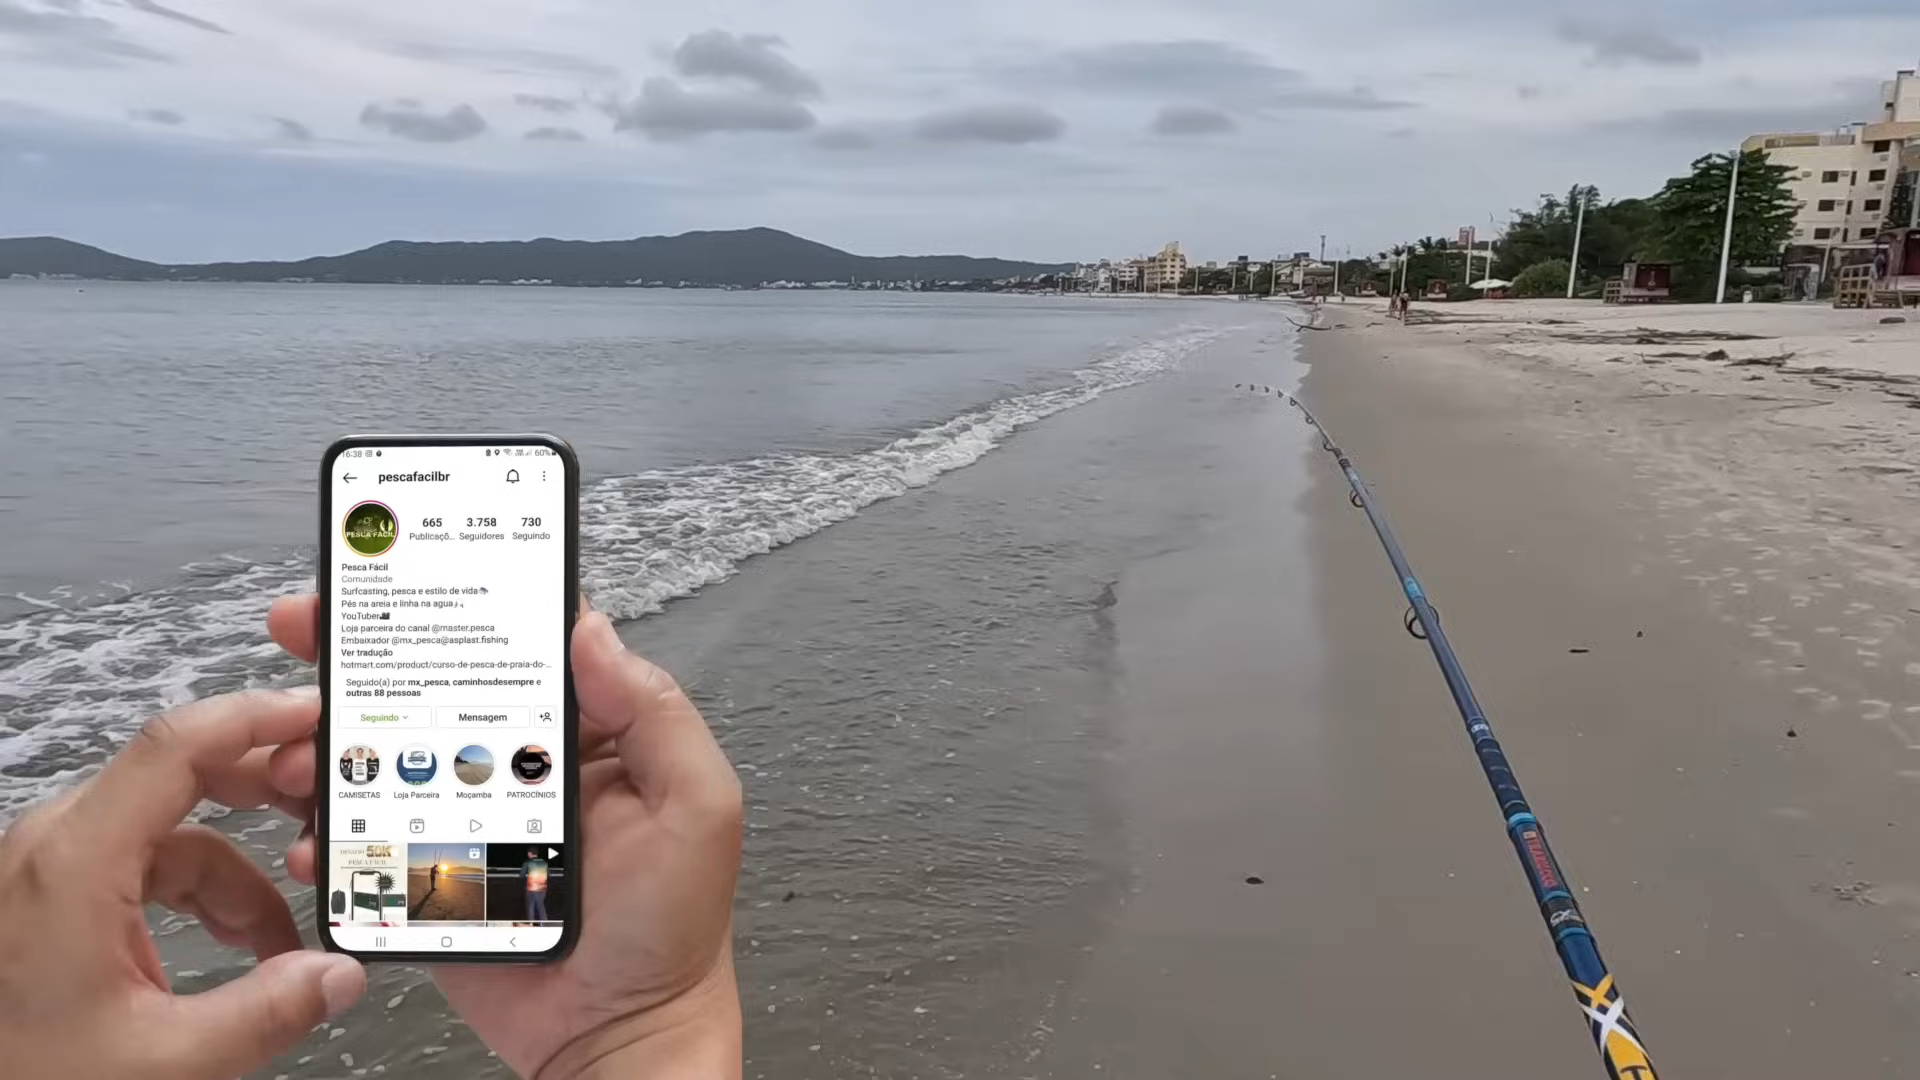 16:38
60%
pescafacilbr
665
3.758
730
Publicaçõ...
Seguidores
Seguindo
PESCA FÁCIL
Pesca Fácil
Comunidade
Surfcasting, pesca e estilo de vida
Pés na areia e linha na agua
YouTuber
Loja parceira do canal @master.pesca
Embaixador @mx_pesca@asplast.fishing
Ver tradução
hotmart.com/product/curso-de-pesca-de-praia-do-...
Seguido(a) por mx_pesca, caminhosdesempre e
outras 88 pessoas
Seguindo
Mensagem
CAMISETAS
Loja Parceira
Moçamba
PATROCÍNIOS
50K
PESCA FÁCIL